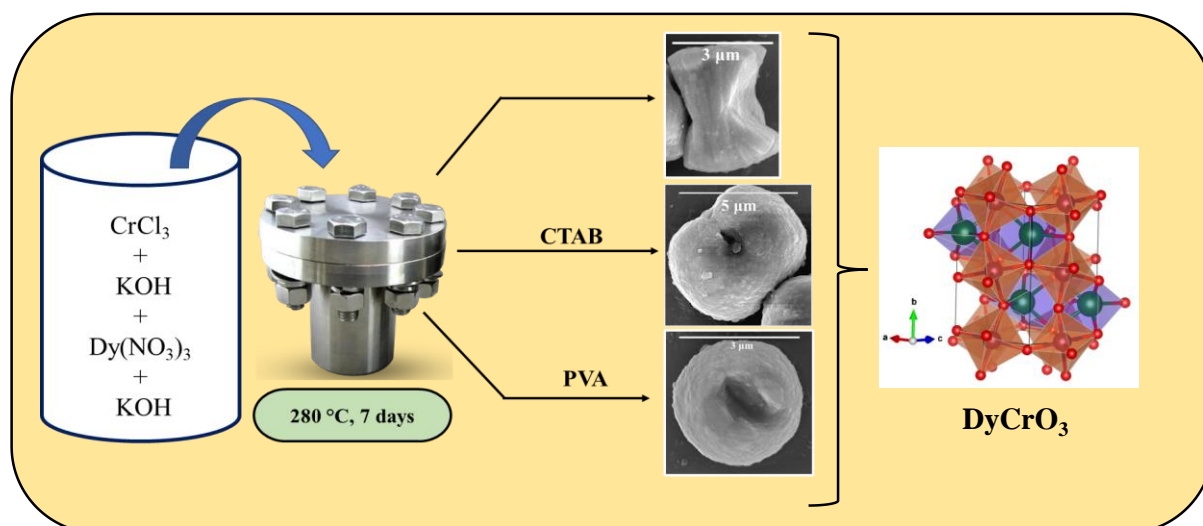 CrCl₃
+
KOH
+
Dy(NO₃)₃
+
KOH
280 °C, 7 days
CTAB
PVA
3 µm
5 µm
3 µm
b
a
c
DyCrO₃